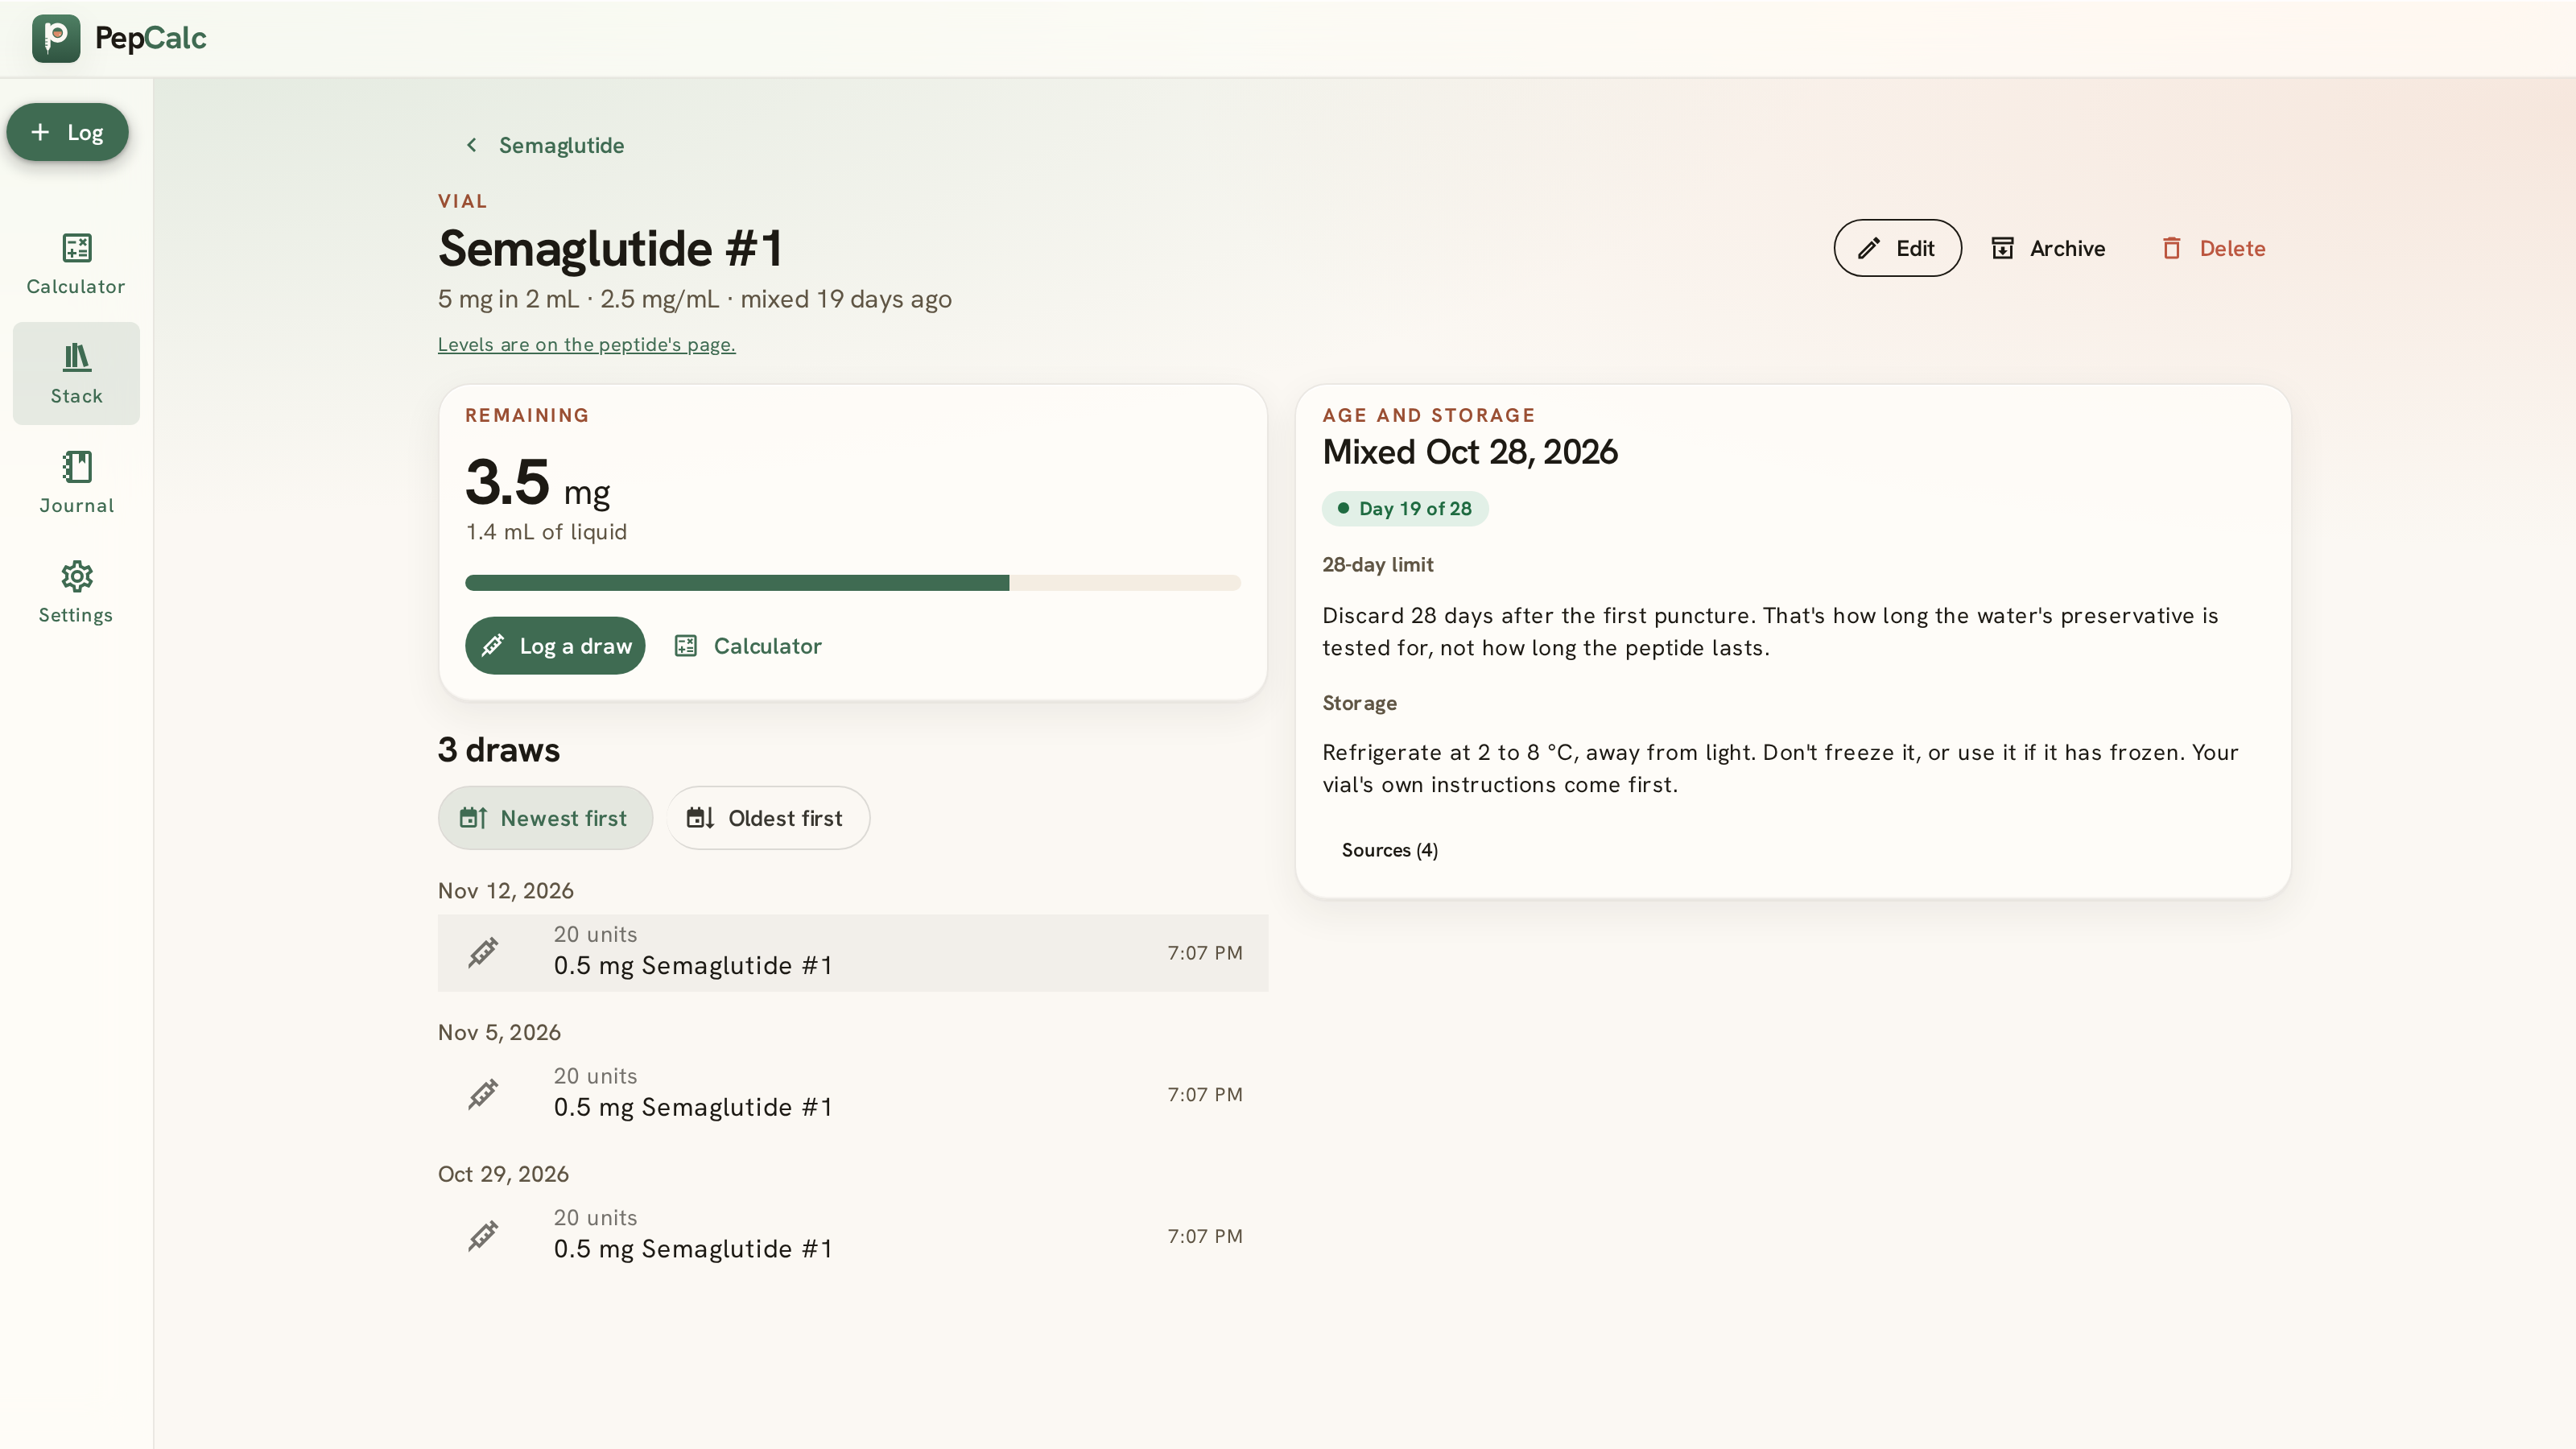 PepCalc
Log
Calculator
Stack
Journal
Settings
Semaglutide
VIAL
Semaglutide #1
5 mg in 2 mL · 2.5 mg/mL · mixed 19 days ago
Levels are on the peptide's page.
Edit
Archive
Delete
REMAINING
3.5 mg
1.4 mL of liquid
Log a draw
Calculator
3 draws
Newest first
Oldest first
Nov 12, 2026
20 units
0.5 mg Semaglutide #1
7:07 PM
Nov 5, 2026
20 units
0.5 mg Semaglutide #1
7:07 PM
Oct 29, 2026
20 units
0.5 mg Semaglutide #1
7:07 PM
AGE AND STORAGE
Mixed Oct 28, 2026
Day 19 of 28
28-day limit
Discard 28 days after the first puncture. That's how long the water's preservative is
tested for, not how long the peptide lasts.
Storage
Refrigerate at 2 to 8 °C, away from light. Don't freeze it, or use it if it has frozen. Your
vial's own instructions come first.
Sources (4)